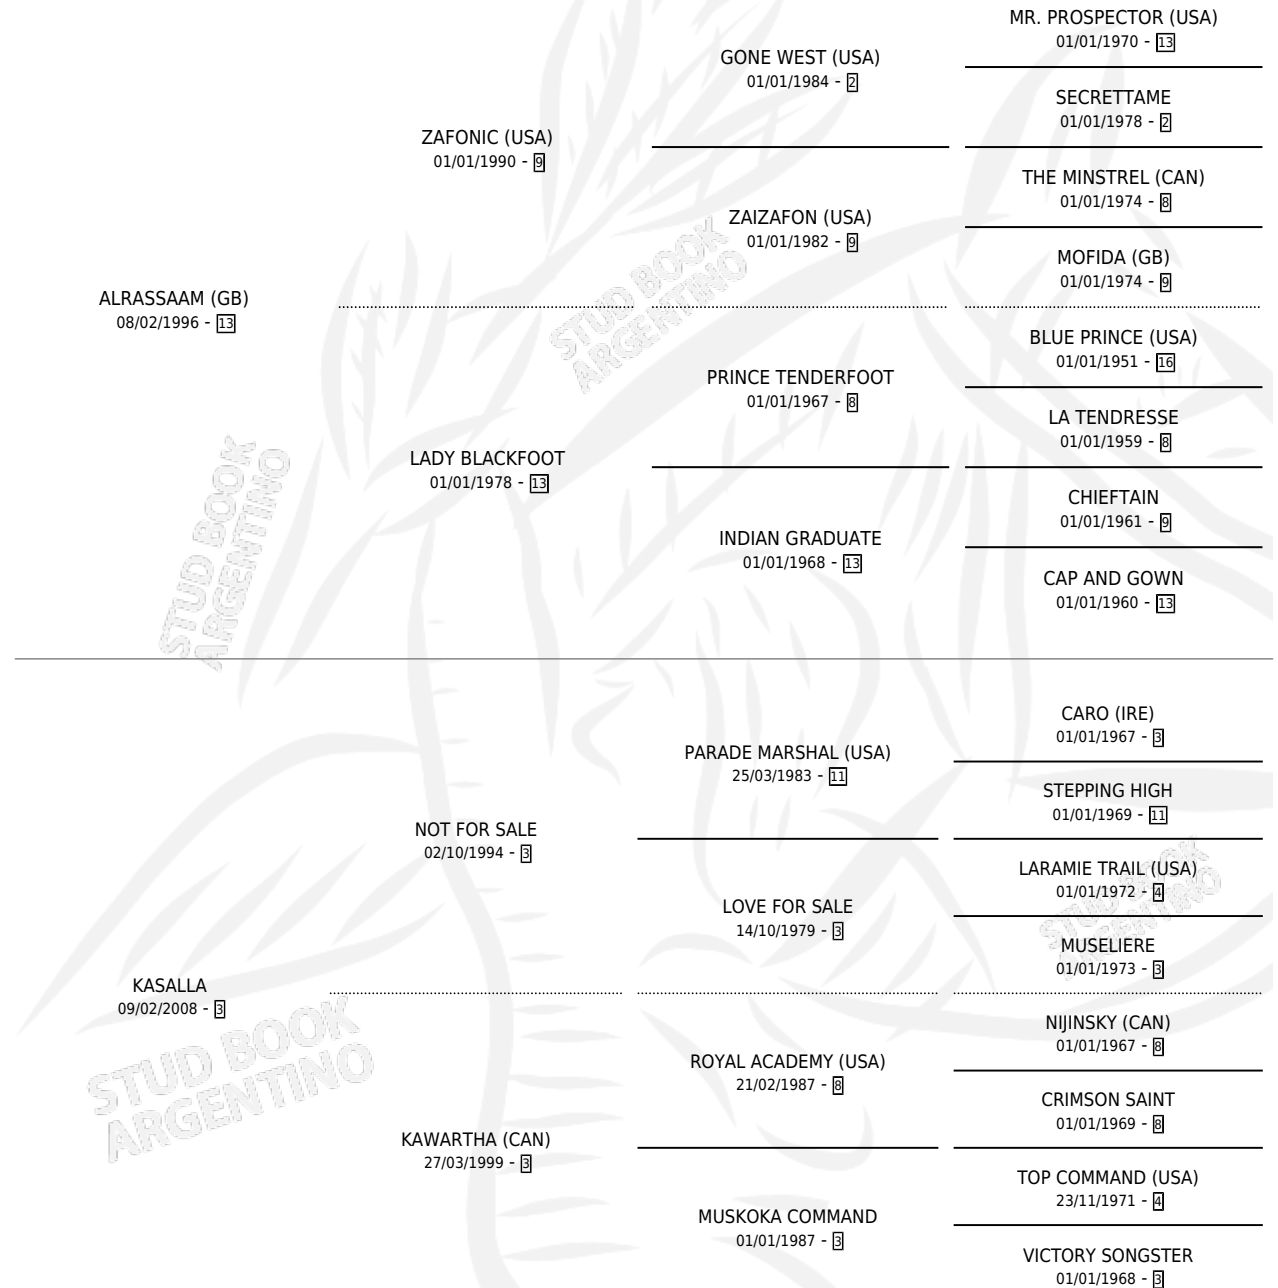 MR. PROSPECTOR (USA)
01/01/1970 - 13
GONE WEST (USA)
01/01/1984 - 2
SECRETTAME
01/01/1978 - 2
ZAFONIC (USA)
01/01/1990 - 9
THE MINSTREL (CAN)
01/01/1974 - 8
ZAIZAFON (USA)
01/01/1982 - 9
MOFIDA (GB)
01/01/1974 - 9
ALRASSAAM (GB)
08/02/1996 - 13
BLUE PRINCE (USA)
01/01/1951 - 16
PRINCE TENDERFOOT
01/01/1967 - 8
LA TENDRESSE
01/01/1959 - 8
LADY BLACKFOOT
01/01/1978 - 13
CHIEFTAIN
01/01/1961 - 9
INDIAN GRADUATE
01/01/1968 - 13
CAP AND GOWN
01/01/1960 - 13
CARO (IRE)
01/01/1967 - 3
PARADE MARSHAL (USA)
25/03/1983 - 11
STEPPING HIGH
01/01/1969 - 11
NOT FOR SALE
02/10/1994 - 3
LARAMIE TRAIL (USA)
01/01/1972 - 4
LOVE FOR SALE
14/10/1979 - 3
MUSELIERE
01/01/1973 - 3
KASALLA
09/02/2008 - 3
NIJINSKY (CAN)
01/01/1967 - 8
ROYAL ACADEMY (USA)
21/02/1987 - 8
CRIMSON SAINT
01/01/1969 - 8
KAWARTHA (CAN)
27/03/1999 - 3
TOP COMMAND (USA)
23/11/1971 - 4
MUSKOKA COMMAND
01/01/1987 - 3
VICTORY SONGSTER
01/01/1968 - 3
STUD BOOK
ARGENTINO
STUD BOOK
ARGENTINO
STUD BOOK
ARGENTINO
STUD BOOK
ARGENTINO